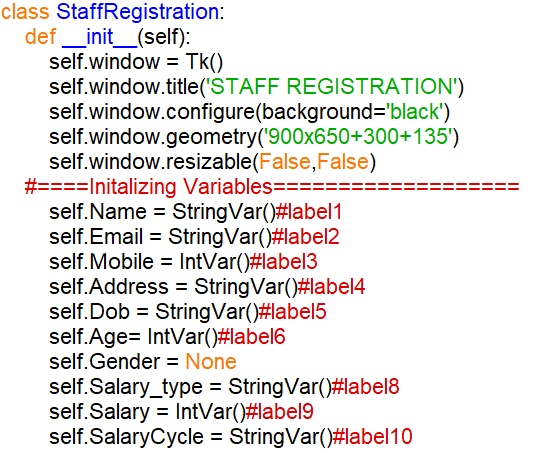 class StaffRegistration:
    def __init__(self):
        self.window = Tk()
        self.window.title('STAFF REGISTRATION')
        self.window.configure(background='black')
        self.window.geometry('900x650+300+135')
        self.window.resizable(False,False)
    #====Initalizing Variables===================
        self.Name = StringVar()#label1
        self.Email = StringVar()#label2
        self.Mobile = IntVar()#label3
        self.Address = StringVar()#label4
        self.Dob = StringVar()#label5
        self.Age= IntVar()#label6
        self.Gender = None
        self.Salary_type = StringVar()#label8
        self.Salary = IntVar()#label9
        self.SalaryCycle = StringVar()#label10